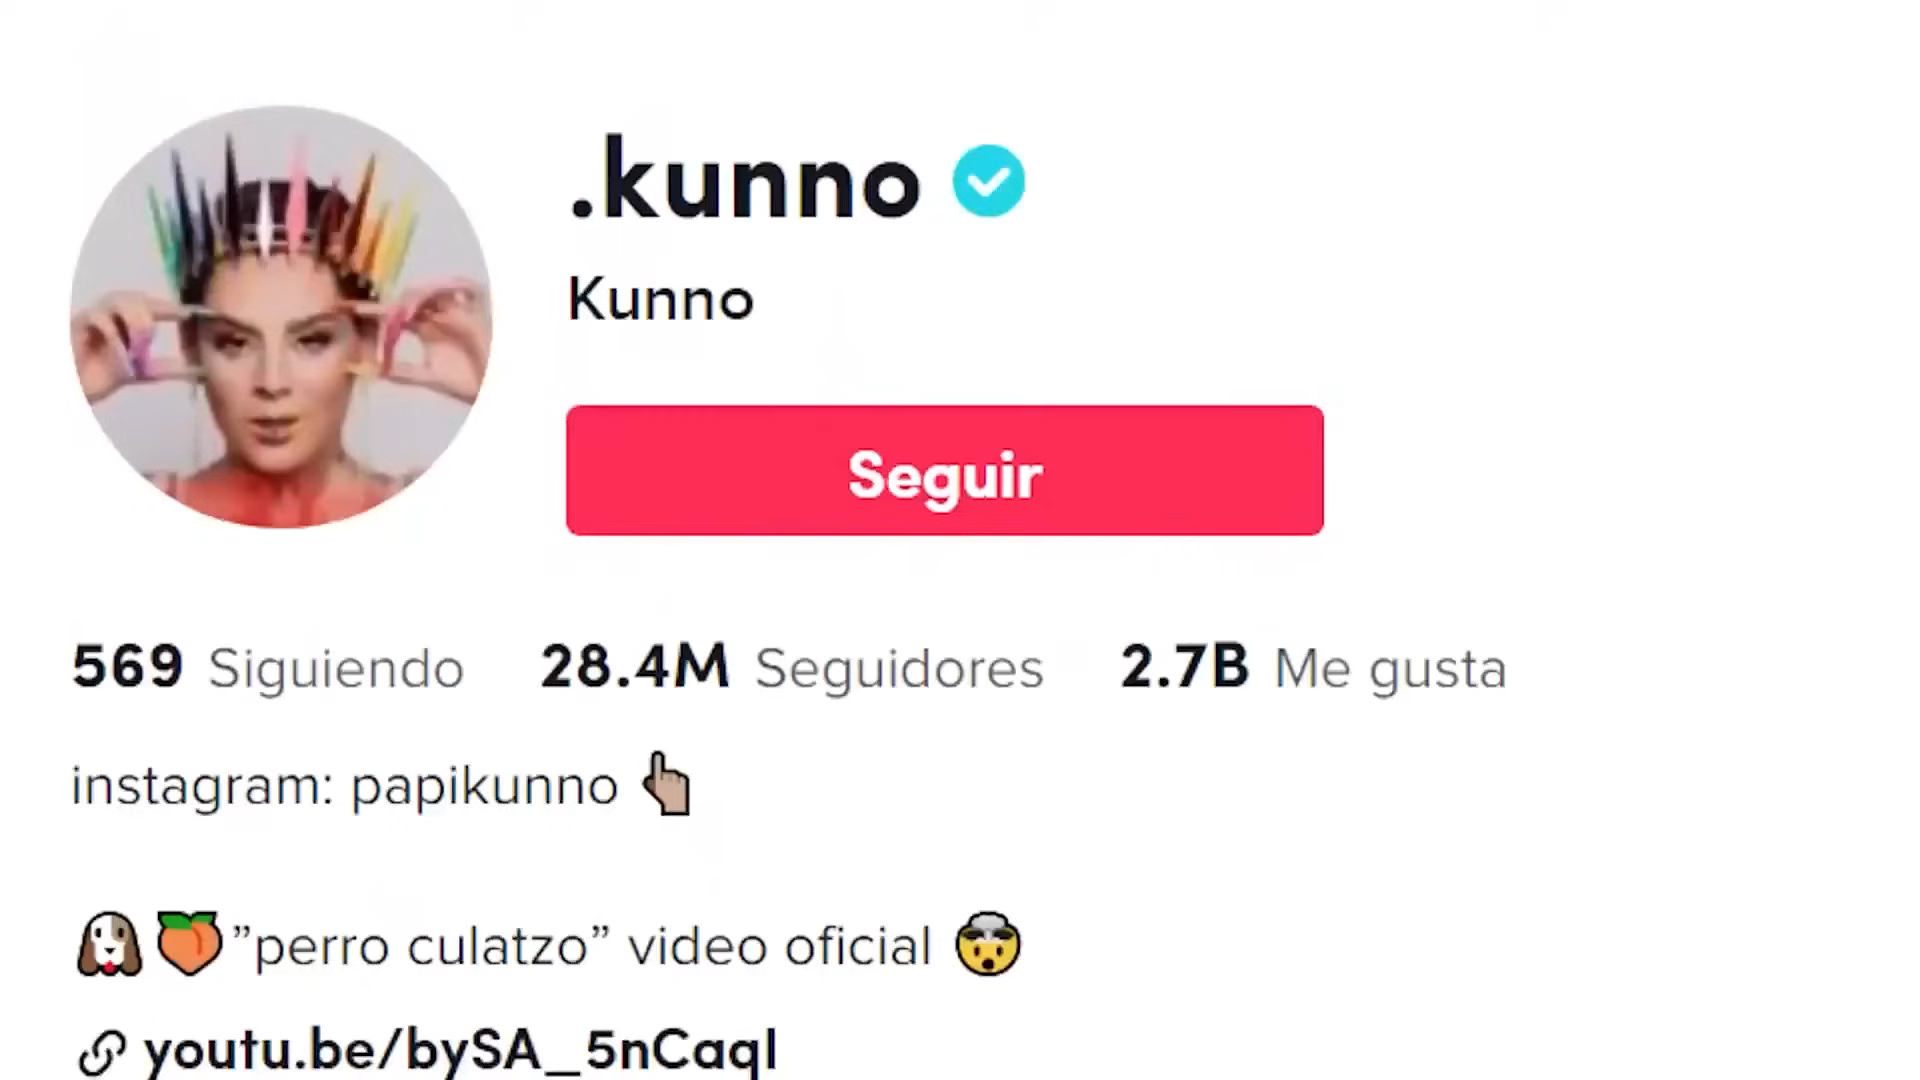 .kunno
Kunno
Seguir
569 Siguiendo 28.4M Seguidores 2.7B Me gusta
instagram: papikunno 👆🏽
🐶🍑”perro culatzo” video oficial 🤯
youtu.be/bySA_5nCaqI